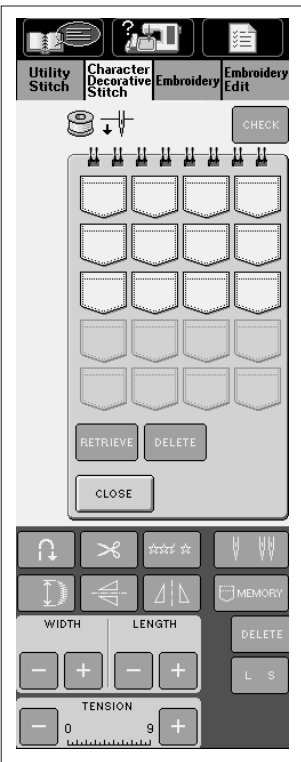 ?
Utility
Stitch
Character
Decorative
Stitch
Embroidery
Embroidery
Edit
CHECK
RETRIEVE
DELETE
CLOSE
MEMORY
WIDTH
LENGTH
DELETE
− +
− +
L S
TENSION
− 0 9 +